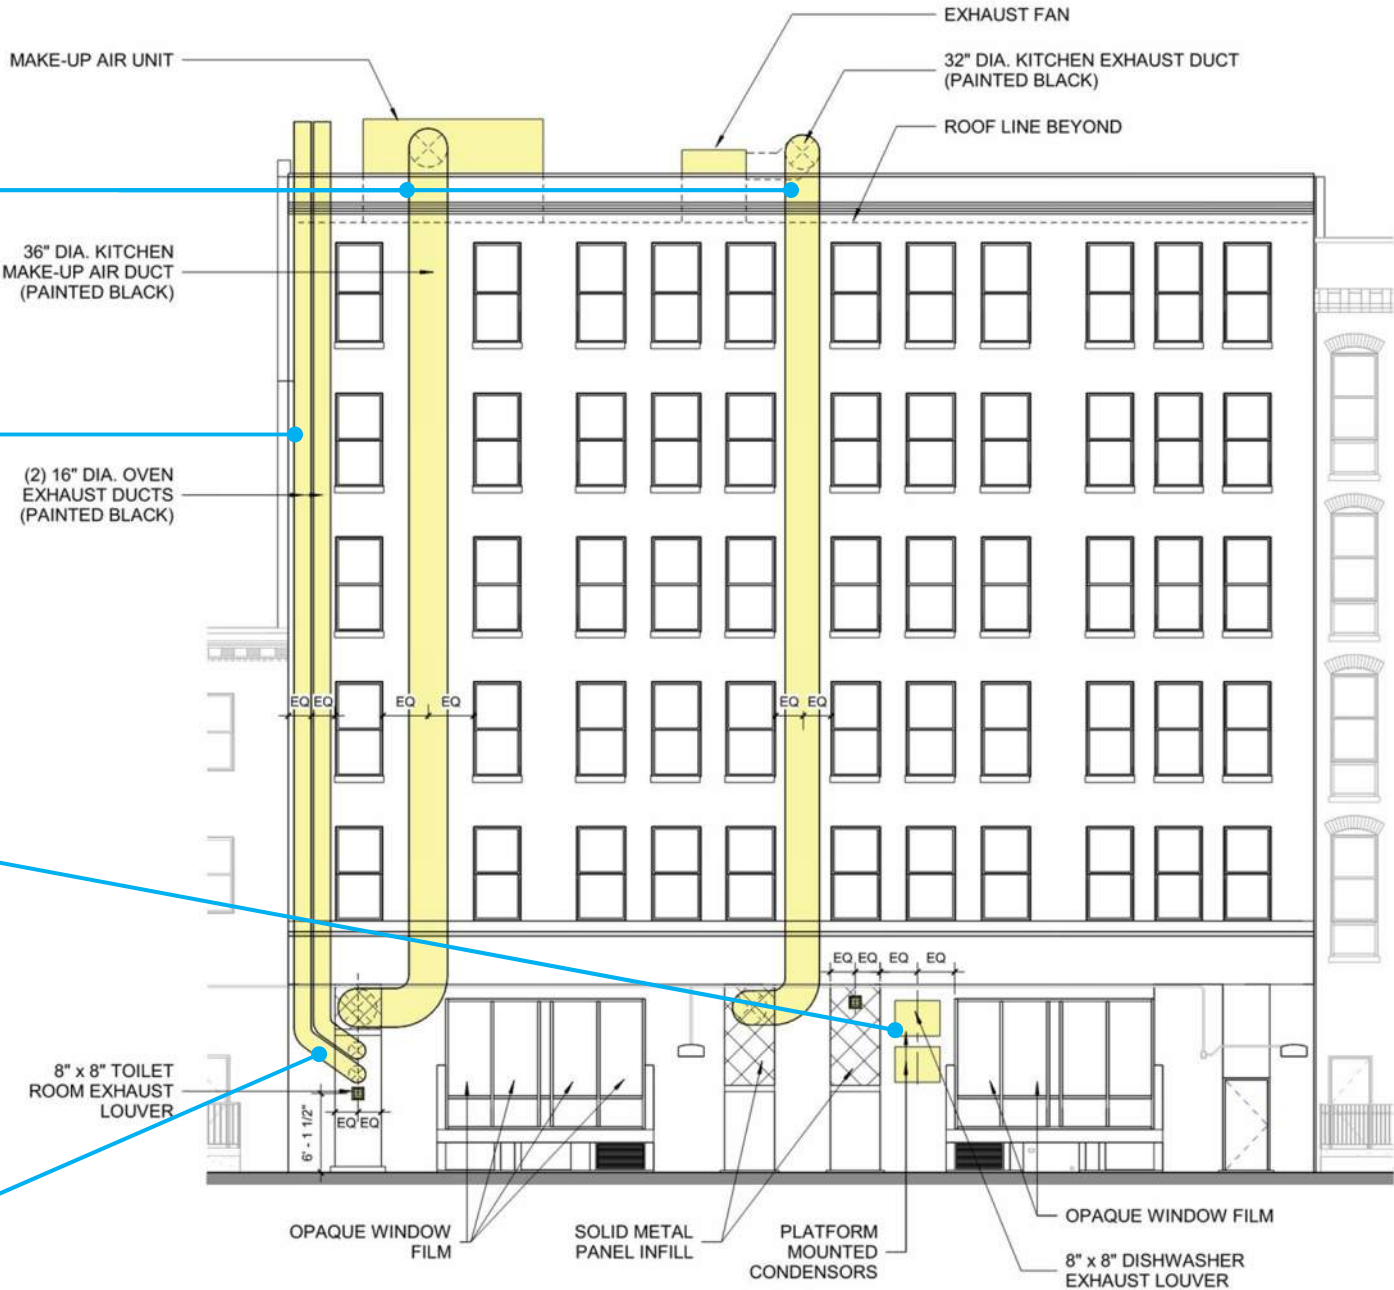 EXHAUST FAN
MAKE-UP AIR UNIT
32" DIA. KITCHEN EXHAUST DUCT
(PAINTED BLACK)
ROOF LINE BEYOND
36" DIA. KITCHEN
MAKE-UP AIR DUCT
(PAINTED BLACK)
(2) 16" DIA. OVEN
EXHAUST DUCTS
(PAINTED BLACK)
EQ EQ EQ EQ EQ EQ
EQ EQ EQ EQ
8" x 8" TOILET
ROOM EXHAUST
LOUVER
EQ EQ
6' - 1 1/2"
OPAQUE WINDOW
FILM
SOLID METAL
PANEL INFILL
PLATFORM
MOUNTED
CONDENSORS
OPAQUE WINDOW FILM
8" x 8" DISHWASHER
EXHAUST LOUVER